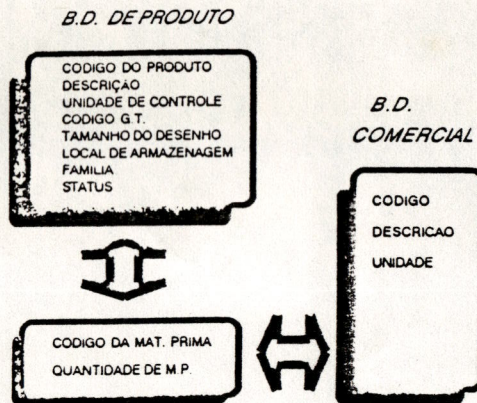 B.D. DE PRODUTO
CODIGO DO PRODUTO
DESCRIÇÃO
UNIDADE DE CONTROLE
CODIGO G.T.
TAMANHO DO DESENHO
LOCAL DE ARMAZENAGEM
FAMILIA
STATUS
B.D.
COMERCIAL
CODIGO
DESCRICAO
UNIDADE
CODIGO DA MAT. PRIMA
QUANTIDADE DE M.P.